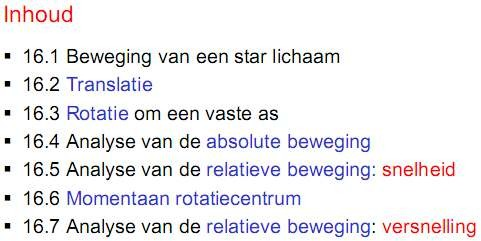 Inhoud
▪ 16.1 Beweging van een star lichaam
▪ 16.2 Translatie
▪ 16.3 Rotatie om een vaste as
▪ 16.4 Analyse van de absolute beweging
▪ 16.5 Analyse van de relatieve beweging: snelheid
▪ 16.6 Momentaan rotatiecentrum
▪ 16.7 Analyse van de relatieve beweging: versnelling